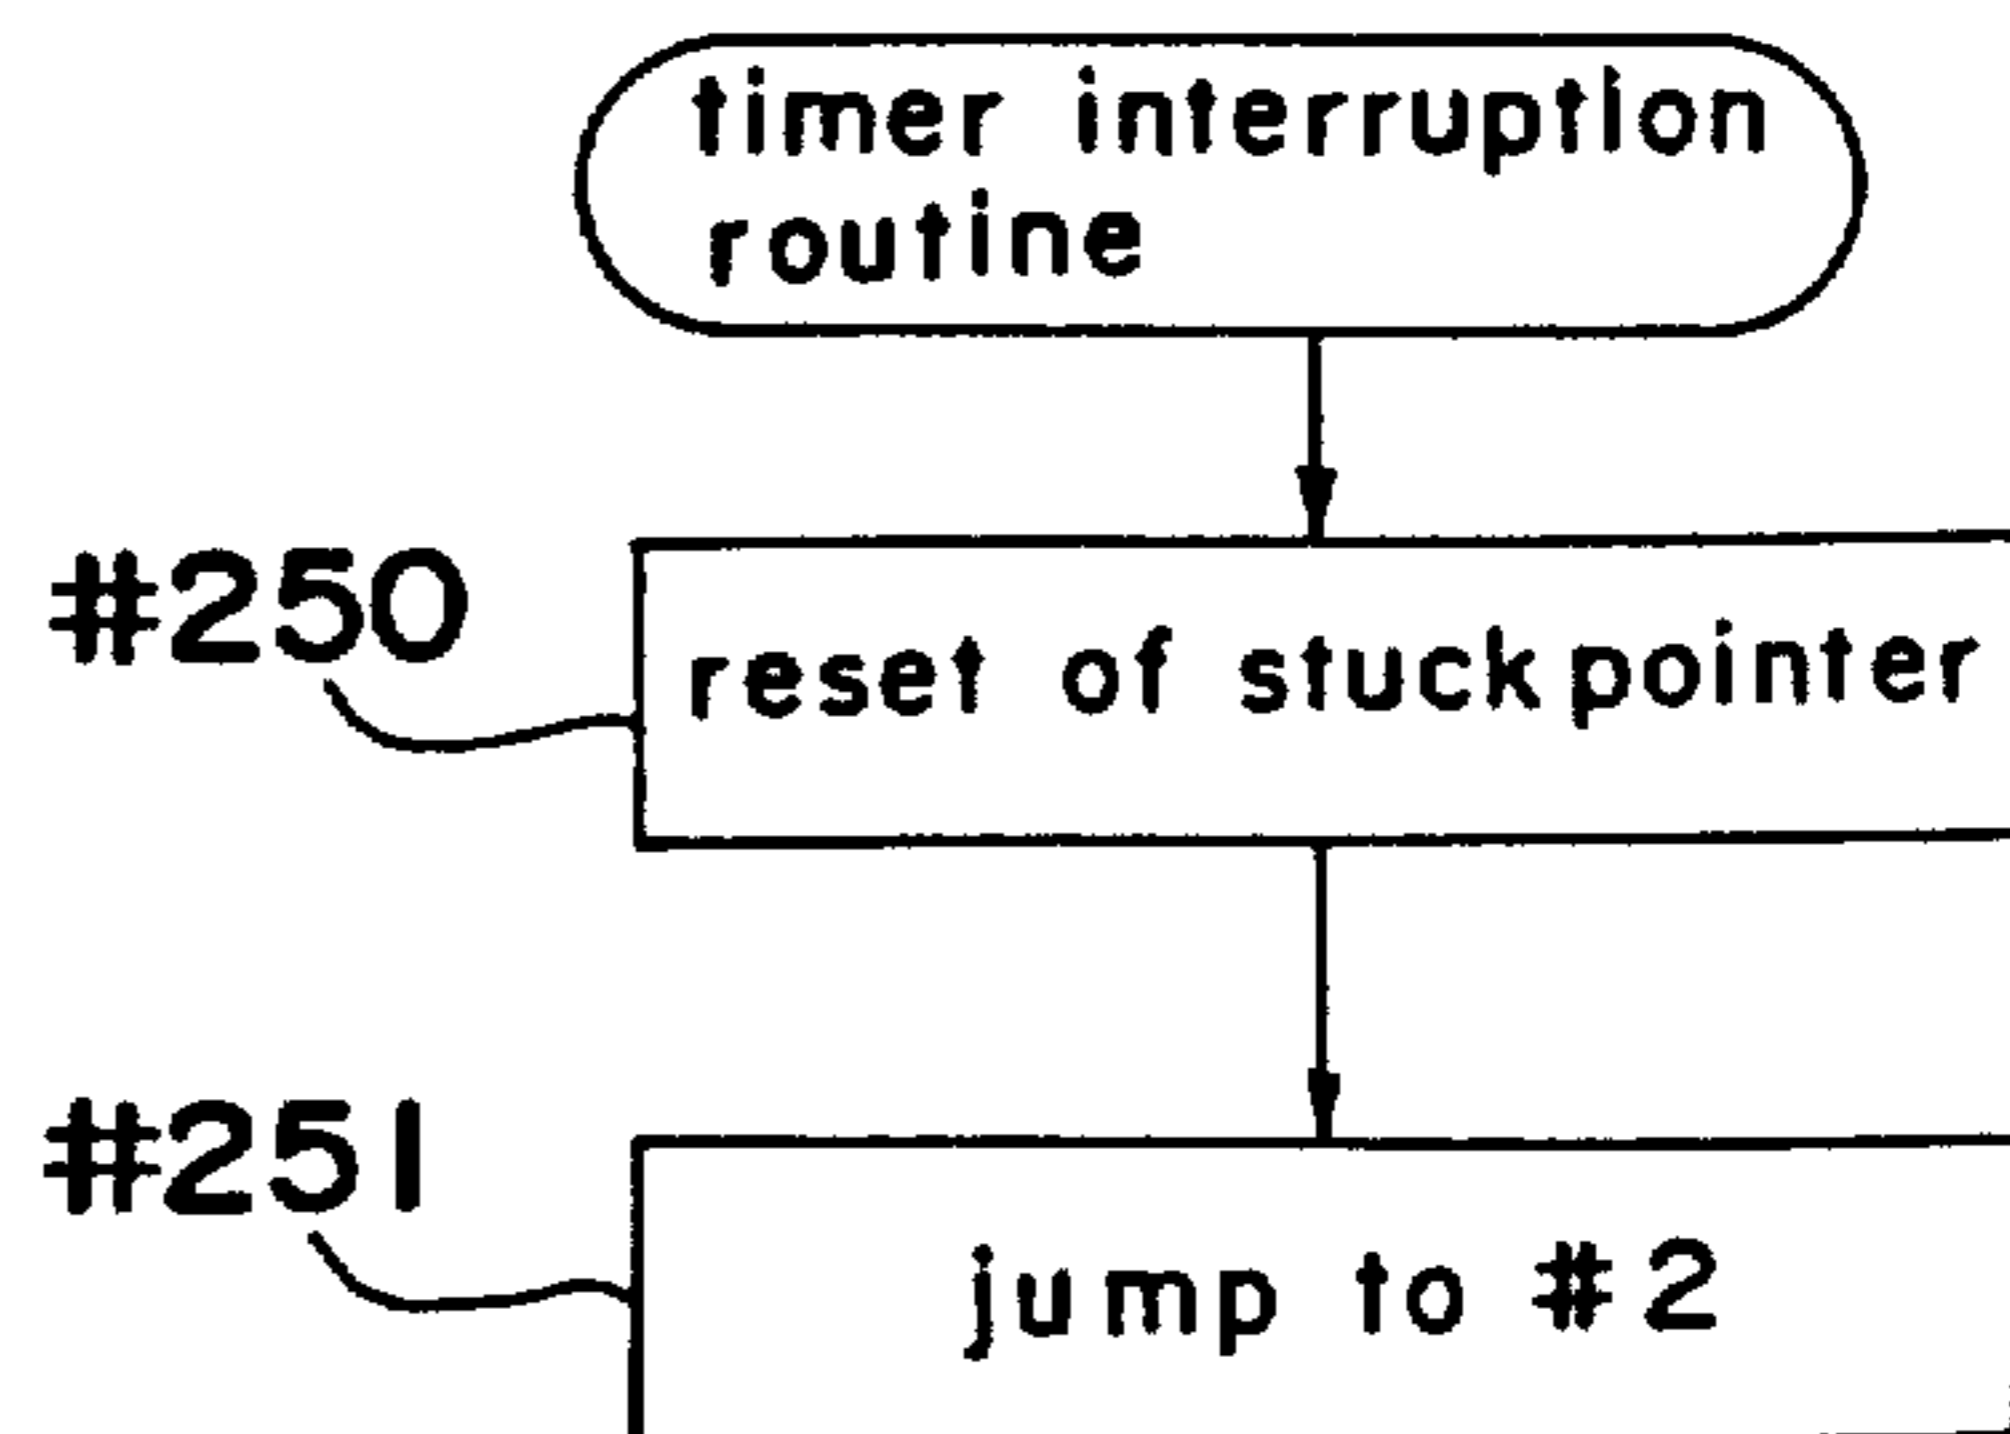 timer interruption
routine
#250
reset of stuckpointer
#251
jump to #2